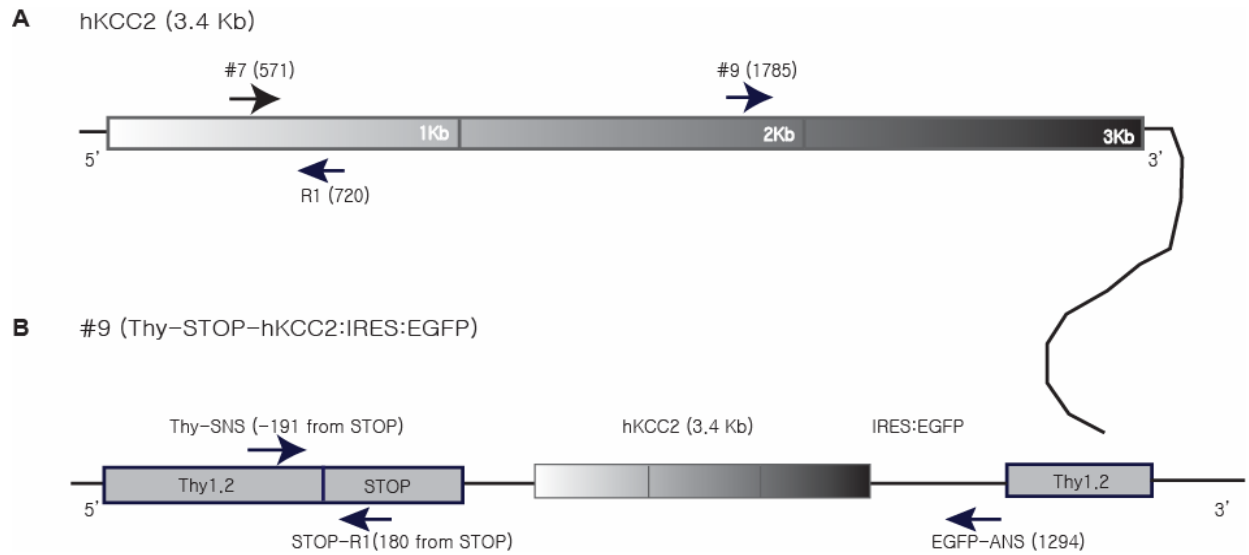 A hKCC2 (3.4 Kb)
#7 (571) #9 (1785)
1Kb 2Kb 3Kb
5' 3'
R1 (720)
B #9 (Thy-STOP-hKCC2:IRES:EGFP)
Thy-SNS (-191 from STOP) hKCC2 (3.4 Kb) IRES:EGFP
Thy1.2 STOP Thy1.2
5' 3'
STOP-R1(180 from STOP) EGFP-ANS (1294)